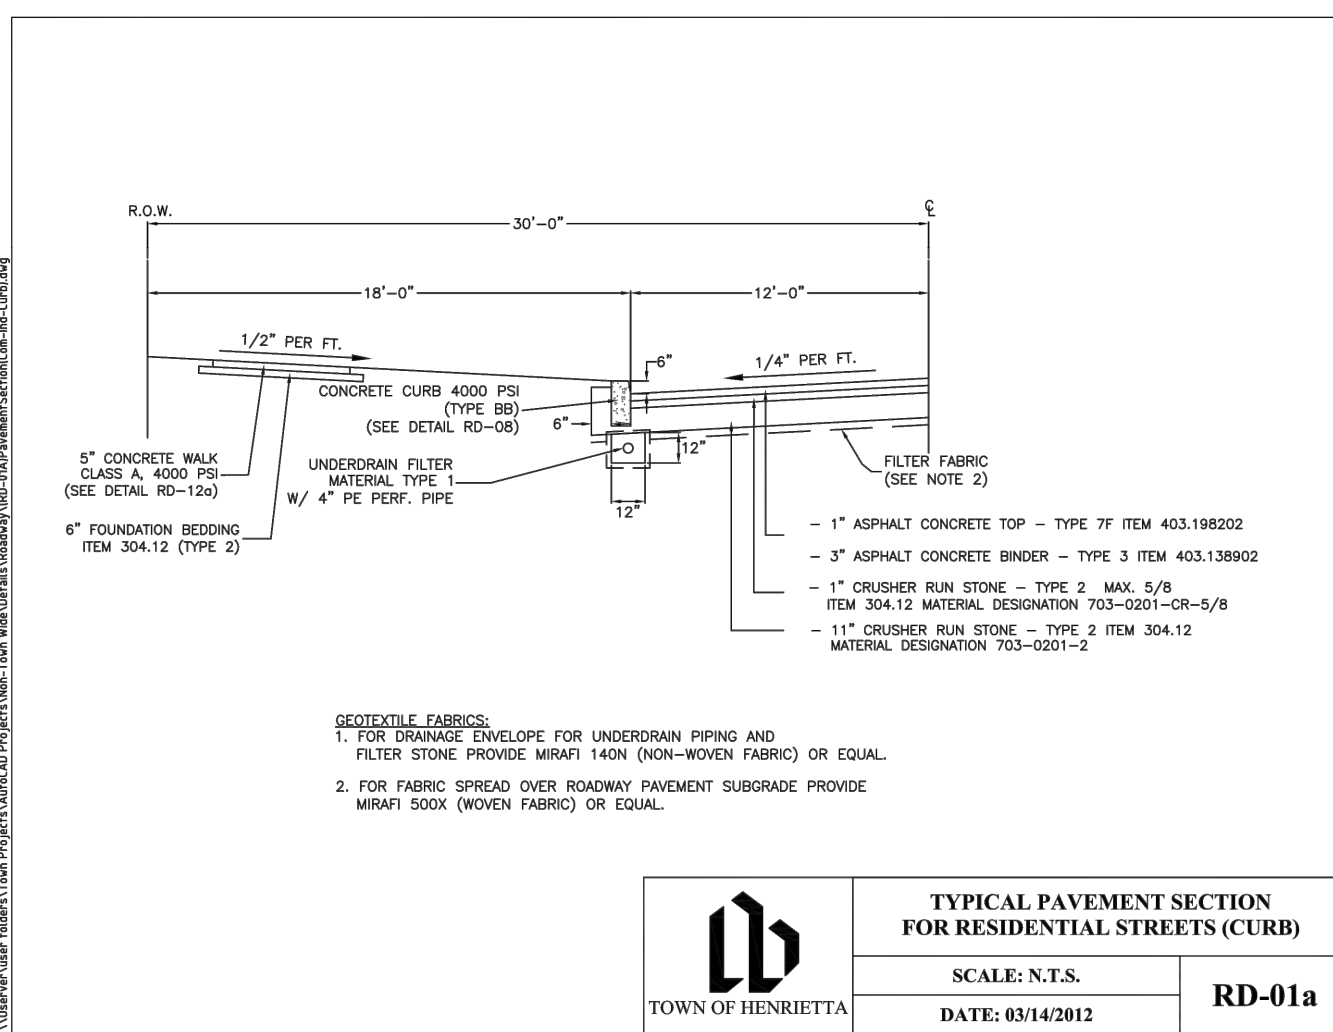 R.O.W.
℄
30'-0"
18'-0"
12'-0"
1/2" PER FT.
6"
1/4" PER FT.
CONCRETE CURB 4000 PSI
(TYPE BB)
(SEE DETAIL RD-08)
6"
12"
5" CONCRETE WALK
CLASS A, 4000 PSI
(SEE DETAIL RD-12a)
UNDERDRAIN FILTER
MATERIAL TYPE 1
W/ 4" PE PERF. PIPE
FILTER FABRIC
(SEE NOTE 2)
12"
6" FOUNDATION BEDDING
ITEM 304.12 (TYPE 2)
- 1" ASPHALT CONCRETE TOP - TYPE 7F ITEM 403.198202
- 3" ASPHALT CONCRETE BINDER - TYPE 3 ITEM 403.138902
- 1" CRUSHER RUN STONE - TYPE 2 MAX. 5/8
ITEM 304.12 MATERIAL DESIGNATION 703-0201-CR-5/8
- 11" CRUSHER RUN STONE - TYPE 2 ITEM 304.12
MATERIAL DESIGNATION 703-0201-2
GEOTEXTILE FABRICS:
1. FOR DRAINAGE ENVELOPE FOR UNDERDRAIN PIPING AND
FILTER STONE PROVIDE MIRAFI 140N (NON-WOVEN FABRIC) OR EQUAL.
2. FOR FABRIC SPREAD OVER ROADWAY PAVEMENT SUBGRADE PROVIDE
MIRAFI 500X (WOVEN FABRIC) OR EQUAL.
TOWN OF HENRIETTA
TYPICAL PAVEMENT SECTION
FOR RESIDENTIAL STREETS (CURB)
SCALE: N.T.S.
DATE: 03/14/2012
RD-01a